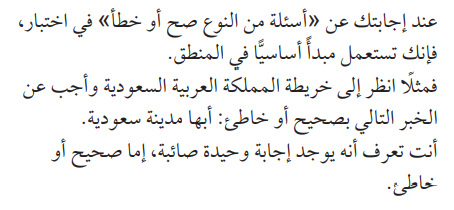 عند إجابتك عن «أسئلة من النوع صح أو خطأ» في اختبار،
فإنك تستعمل مبدأً أساسيًّا في المنطق.
فمثلًا انظر إلى خريطة المملكة العربية السعودية وأجب عن
الخبر التالي بصحيح أو خاطئ: أبها مدينة سعودية.
أنت تعرف أنه يوجد إجابة وحيدة صائبة، إما صحيح أو
خاطئ.